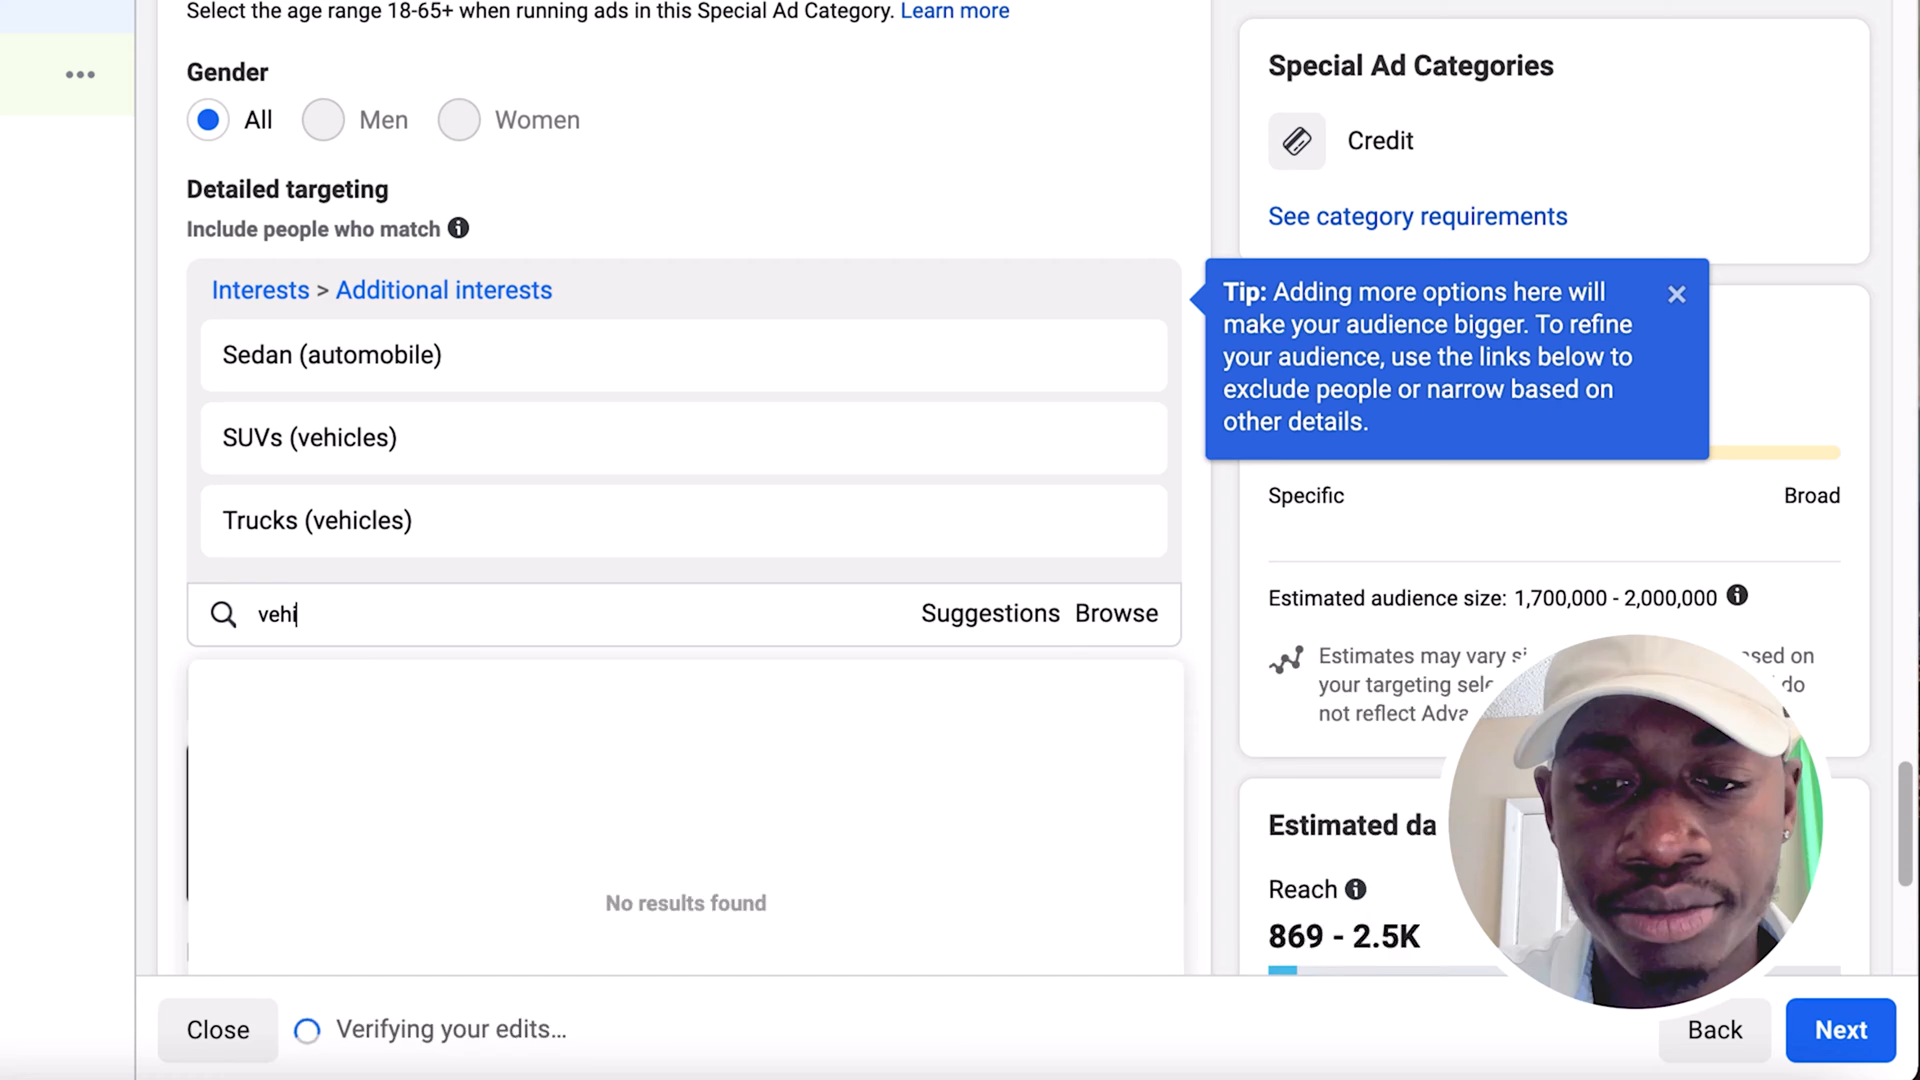 Select the age range 18-65+ when running ads in this Special Ad Category. Learn more
Gender
All Men Women
Detailed targeting
Include people who match
Interests > Additional interests
Sedan (automobile)
SUVs (vehicles)
Trucks (vehicles)
vehi Suggestions Browse
No results found
Special Ad Categories
Credit
See category requirements
Tip: Adding more options here will
make your audience bigger. To refine
your audience, use the links below to
exclude people or narrow based on
other details.
Specific Broad
Estimated audience size: 1,700,000 - 2,000,000
Estimates may vary on
your targeting do
not reflect
Estimated
Reach
869 - 2.5K
Close Verifying your edits... Back Next